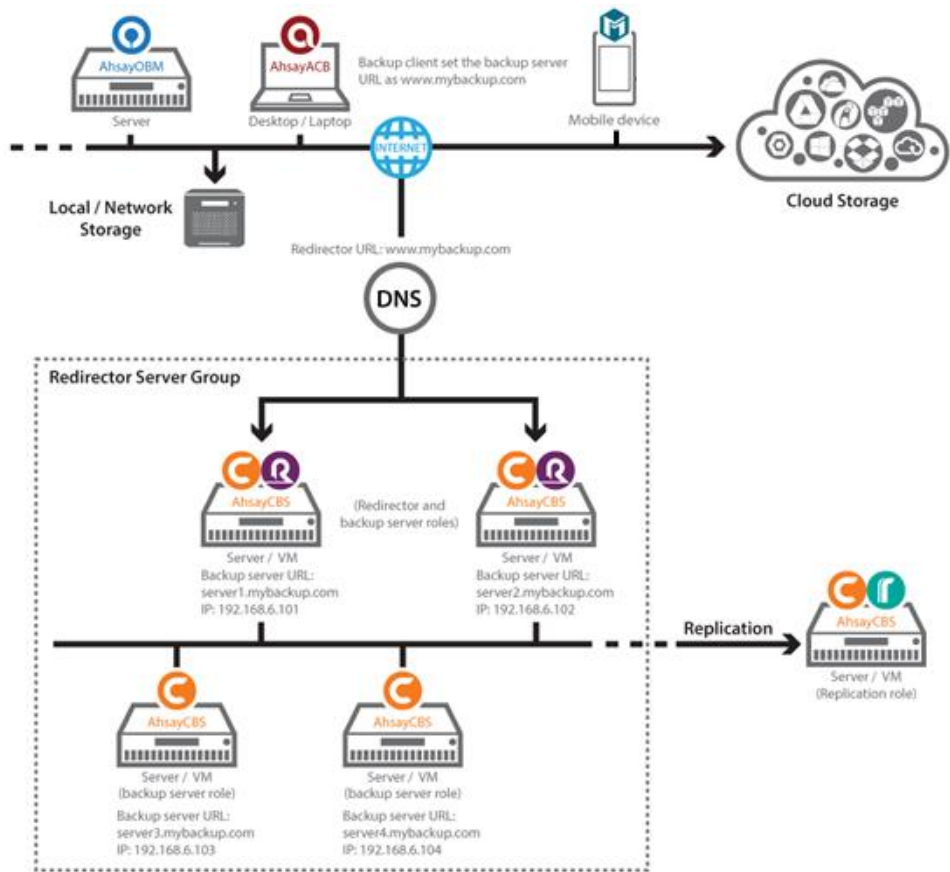 AhsayOBM
Server
AhsayACB
Desktop / Laptop
Backup client set the backup server
URL as www.mybackup.com
Mobile device
INTERNET
Cloud Storage
Local / Network
Storage
Redirector URL: www.mybackup.com
DNS
Redirector Server Group
AhsayCBS
Server / VM
Backup server URL:
server1.mybackup.com
IP: 192.168.6.101
(Redirector and
backup server roles)
AhsayCBS
Server / VM
Backup server URL:
server2.mybackup.com
IP: 192.168.6.102
Replication
AhsayCBS
Server / VM
(Replication role)
AhsayCBS
Server / VM
(backup server role)
Backup server URL:
server3.mybackup.com
IP: 192.168.6.103
AhsayCBS
Server / VM
(backup server role)
Backup server URL:
server4.mybackup.com
IP: 192.168.6.104